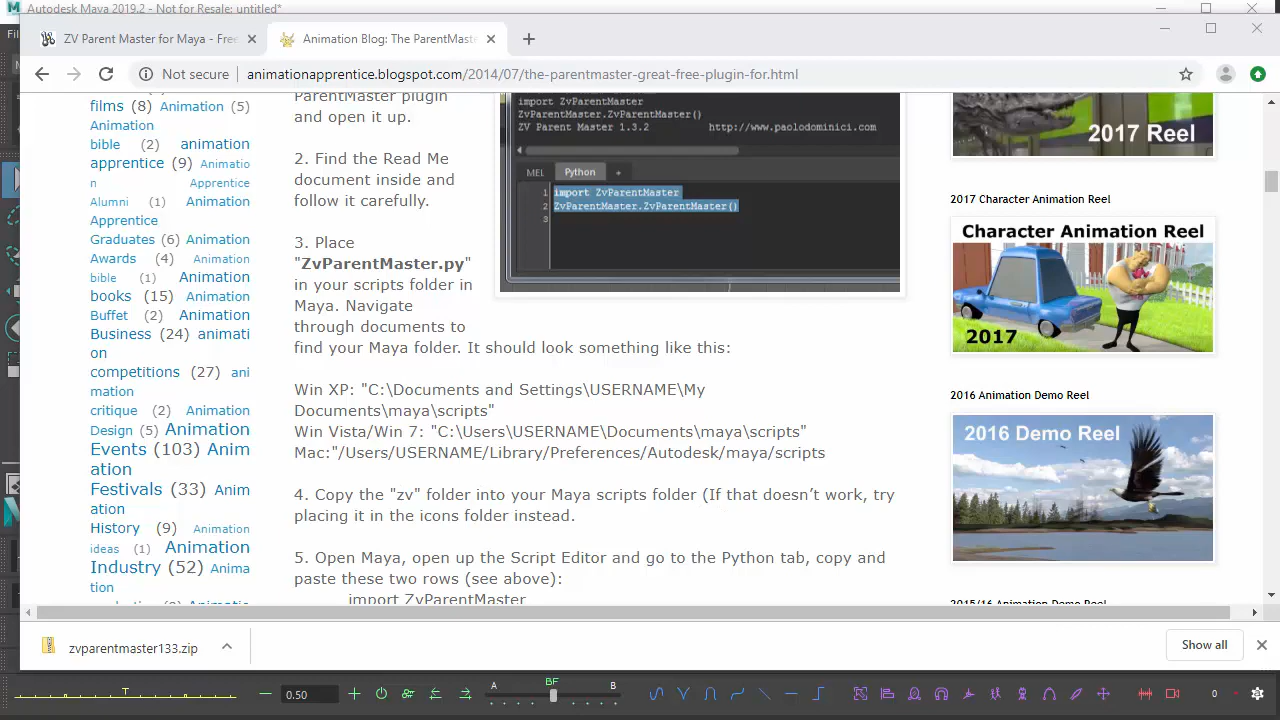 Autodesk Maya 2019.2 - Not for Resale: untitled*
ZV Parent Master for Maya - Free
Animation Blog: The ParentMaste
Not secure
animationapprentice.blogspot.com/2014/07/the-parentmaster-great-free-plugin-for.html
films (8) Animation (5)
Animation
bible (2) animation
apprentice (9) Animatio
n Apprentice
Alumni (1) Animation
Apprentice
Graduates (6) Animation
Awards (4) Animation
bible (1) Animation
books (15) Animation
Buffet (2) Animation
Business (24) animati
on
competitions (27) ani
mation
critique (2) Animation
Design (5) Animation
Events (103) Anim
ation
Festivals (33) Anim
ation
History (9) Animation
ideas (1) Animation
Industry (52) Anima
tion
ParentMaster plugin
and open it up.
2. Find the Read Me
document inside and
follow it carefully.
3. Place
"ZvParentMaster.py"
in your scripts folder in
Maya. Navigate
through documents to
find your Maya folder. It should look something like this:
Win XP: "C:\Documents and Settings\USERNAME\My
Documents\maya\scripts"
Win Vista/Win 7: "C:\Users\USERNAME\Documents\maya\scripts"
Mac:"/Users/USERNAME/Library/Preferences/Autodesk/maya/scripts
4. Copy the "zv" folder into your Maya scripts folder (If that doesn’t work, try
placing it in the icons folder instead.
5. Open Maya, open up the Script Editor and go to the Python tab, copy and
paste these two rows (see above):
import ZvParentMaster
import ZvParentMaster
ZvParentMaster.ZvParentMaster()
ZV Parent Master 1.3.2 http://www.paolodominici.com
MEL Python +
1 import ZvParentMaster
2 ZvParentMaster.ZvParentMaster()
3
2017 Reel
2017 Character Animation Reel
Character Animation Reel
2017
2016 Animation Demo Reel
2016 Demo Reel
2015/16 Animation Demo Reel
zvparentmaster133.zip
Show all
T
0.50
A BF B
0